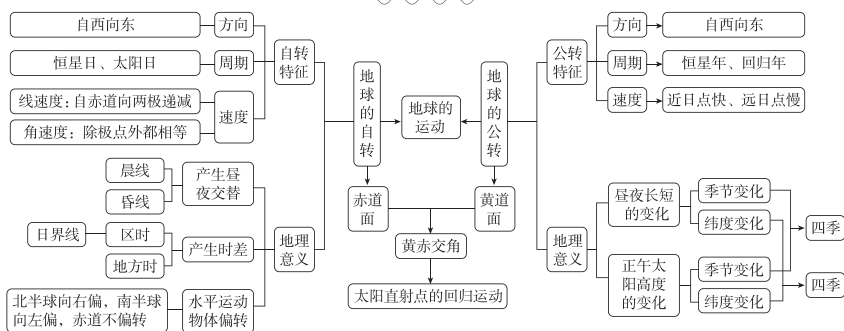 自西向东
方向
恒星日、太阳日
周期
线速度：自赤道向两极递减
角速度：除极点外都相等
速度
自转
特征
地球的自转
地球的
运动
地球的公转
公转
特征
方向
自西向东
周期
恒星年、回归年
速度
近日点快、远日点慢
晨线
昏线
产生昼
夜交替
日界线
区时
地方时
产生时差
北半球向右偏，南半球
向左偏，赤道不偏转
水平运动
物体偏转
地理
意义
赤道
面
黄道
面
黄赤交角
太阳直射点的回归运动
地理
意义
昼夜长短
的变化
季节变化
纬度变化
正午太
阳高度
的变化
季节变化
纬度变化
四季
四季